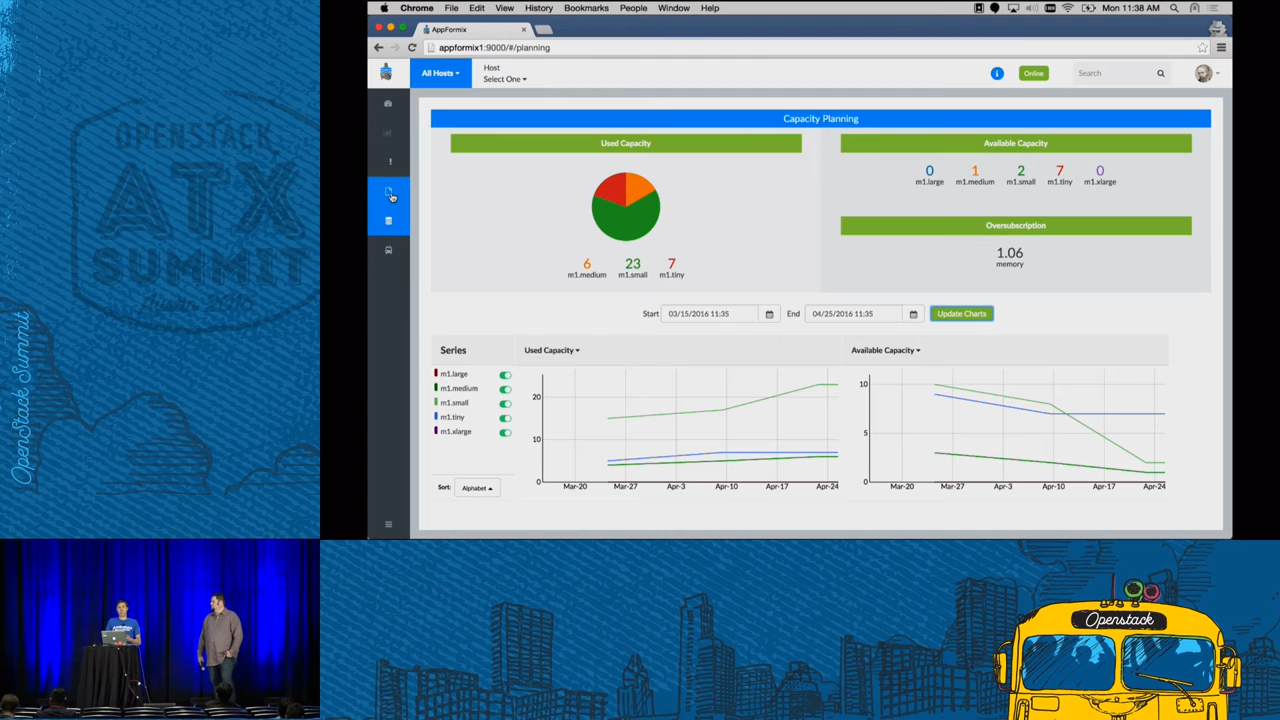 Chrome File Edit View History Bookmarks People Window Help
Mon 11:38 AM
AppFormix
appformix1:9000/#/planning
All Hosts
Host
Select One
Online
Search
Capacity Planning
Used Capacity
6 23 7
m1.medium m1.small m1.tiny
Available Capacity
0 1 2 7 0
m1.large m1.medium m1.small m1.tiny m1.xlarge
Oversubscription
1.06
memory
Start 03/15/2016 11:35 End 04/25/2016 11:35 Update Charts
Series
m1.large
m1.medium
m1.small
m1.tiny
m1.xlarge
Sort: Alphabet
Used Capacity
20
10
0
Mar-20 Mar-27 Apr-3 Apr-10 Apr-17 Apr-24
Available Capacity
10
5
0
Mar-20 Mar-27 Apr-3 Apr-10 Apr-17 Apr-24
OPENSTACK
ATX
SUMMIT
OpenStack Summit
Openstack